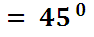 = 45⁰